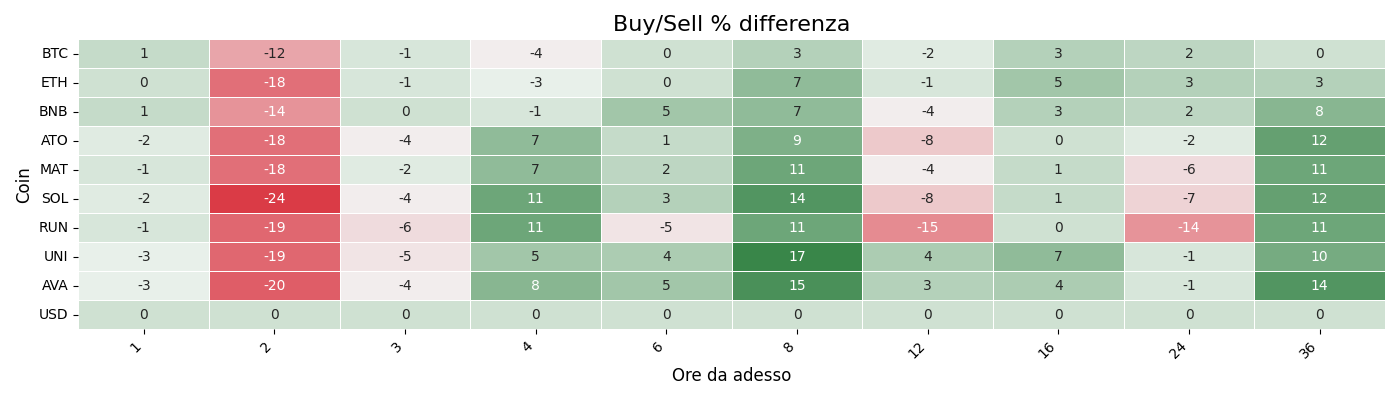 Buy/Sell % differenza
Coin
BTC 1 -12 -1 -4 0 3 -2 3 2 0
ETH 0 -18 -1 -3 0 7 -1 5 3 3
BNB 1 -14 0 -1 5 7 -4 3 2 8
ATO -2 -18 -4 7 1 9 -8 0 -2 12
MAT -1 -18 -2 7 2 11 -4 1 -6 11
SOL -2 -24 -4 11 3 14 -8 1 -7 12
RUN -1 -19 -6 11 -5 11 -15 0 -14 11
UNI -3 -19 -5 5 4 17 4 7 -1 10
AVA -3 -20 -4 8 5 15 3 4 -1 14
USD 0 0 0 0 0 0 0 0 0 0
1 2 3 4 6 8 12 16 24 36
Ore da adesso